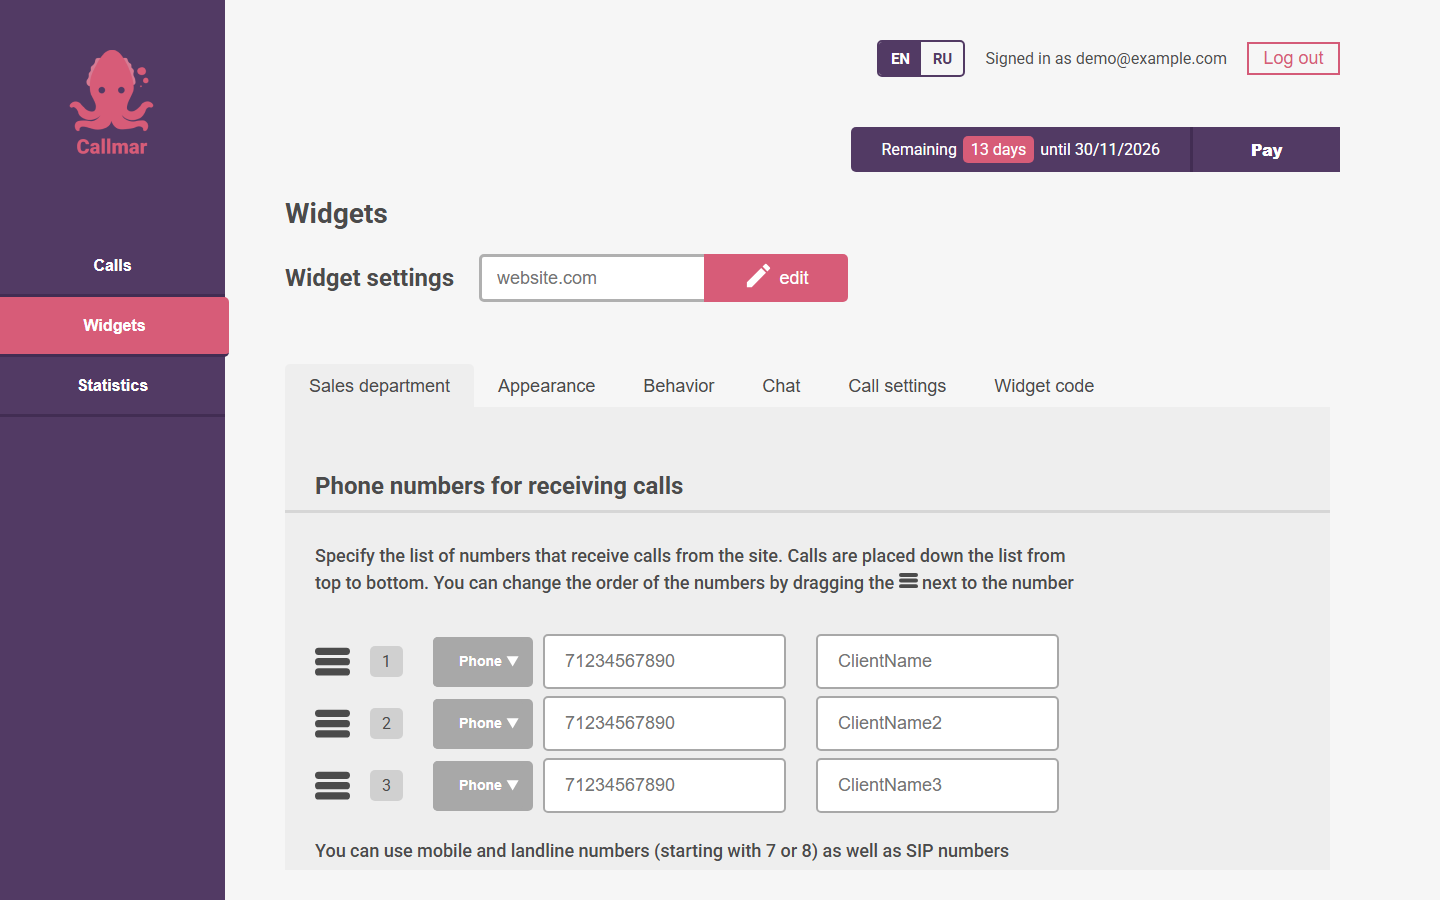 Callmar
EN RU Signed in as demo@example.com Log out
Remaining 13 days until 30/11/2026 Pay
Calls
Widgets
Statistics
Widgets
Widget settings website.com edit
Sales department Appearance Behavior Chat Call settings Widget code
Phone numbers for receiving calls
Specify the list of numbers that receive calls from the site. Calls are placed down the list from
top to bottom. You can change the order of the numbers by dragging the next to the number
1 Phone 71234567890 ClientName
2 Phone 71234567890 ClientName2
3 Phone 71234567890 ClientName3
You can use mobile and landline numbers (starting with 7 or 8) as well as SIP numbers